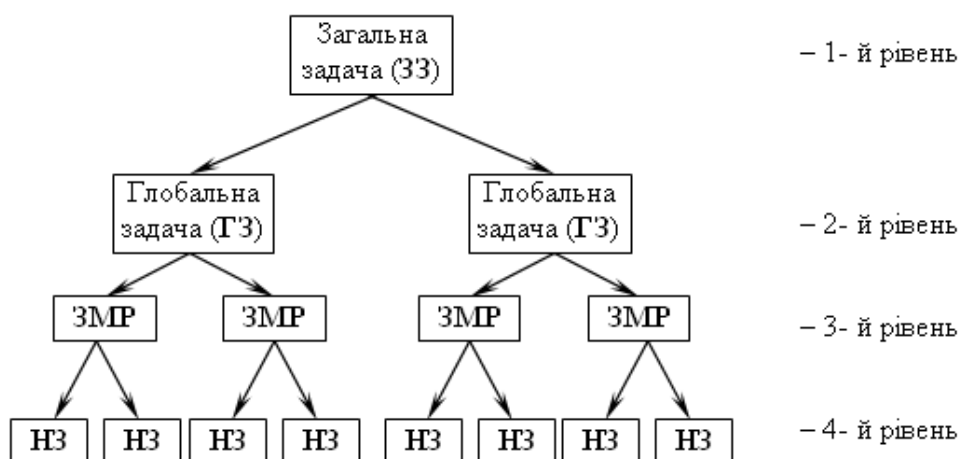 Загальна
задача (ЗЗ)
– 1- й рівень
Глобальна
задача (ГЗ)
Глобальна
задача (ГЗ)
– 2- й рівень
ЗМР
ЗМР
ЗМР
ЗМР
– 3- й рівень
НЗ
НЗ
НЗ
НЗ
НЗ
НЗ
НЗ
НЗ
– 4- й рівень